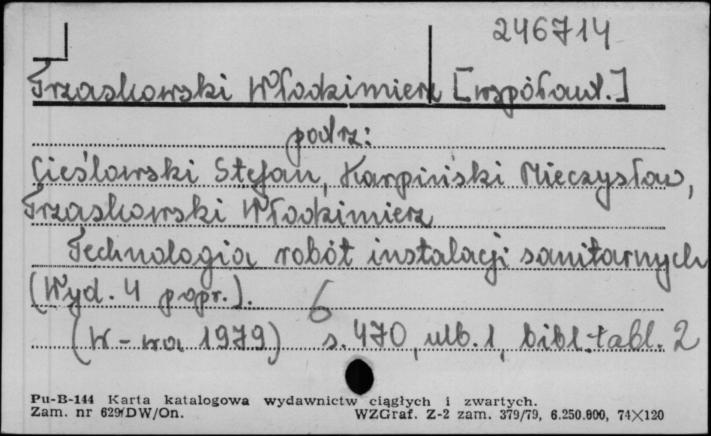 246714
Trzaskowski Włodzimierz [współaut.]
podrz:
Cieślowski Stefan, Karpiński Mieczysław,
Trzaskowski Włodzimierz
Technologia robót instalacji sanitarnych
(Wyd. 4 popr.). 6
(W-wa 1979) s. 470, ulb. 1, bibl. tabl. 2
Pu-B-144 Karta katalogowa wydawnictw ciągłych i zwartych.
Zam. nr 629/DW/On. WZGraf. Z-2 zam. 379/79, 6.250.000, 74X120